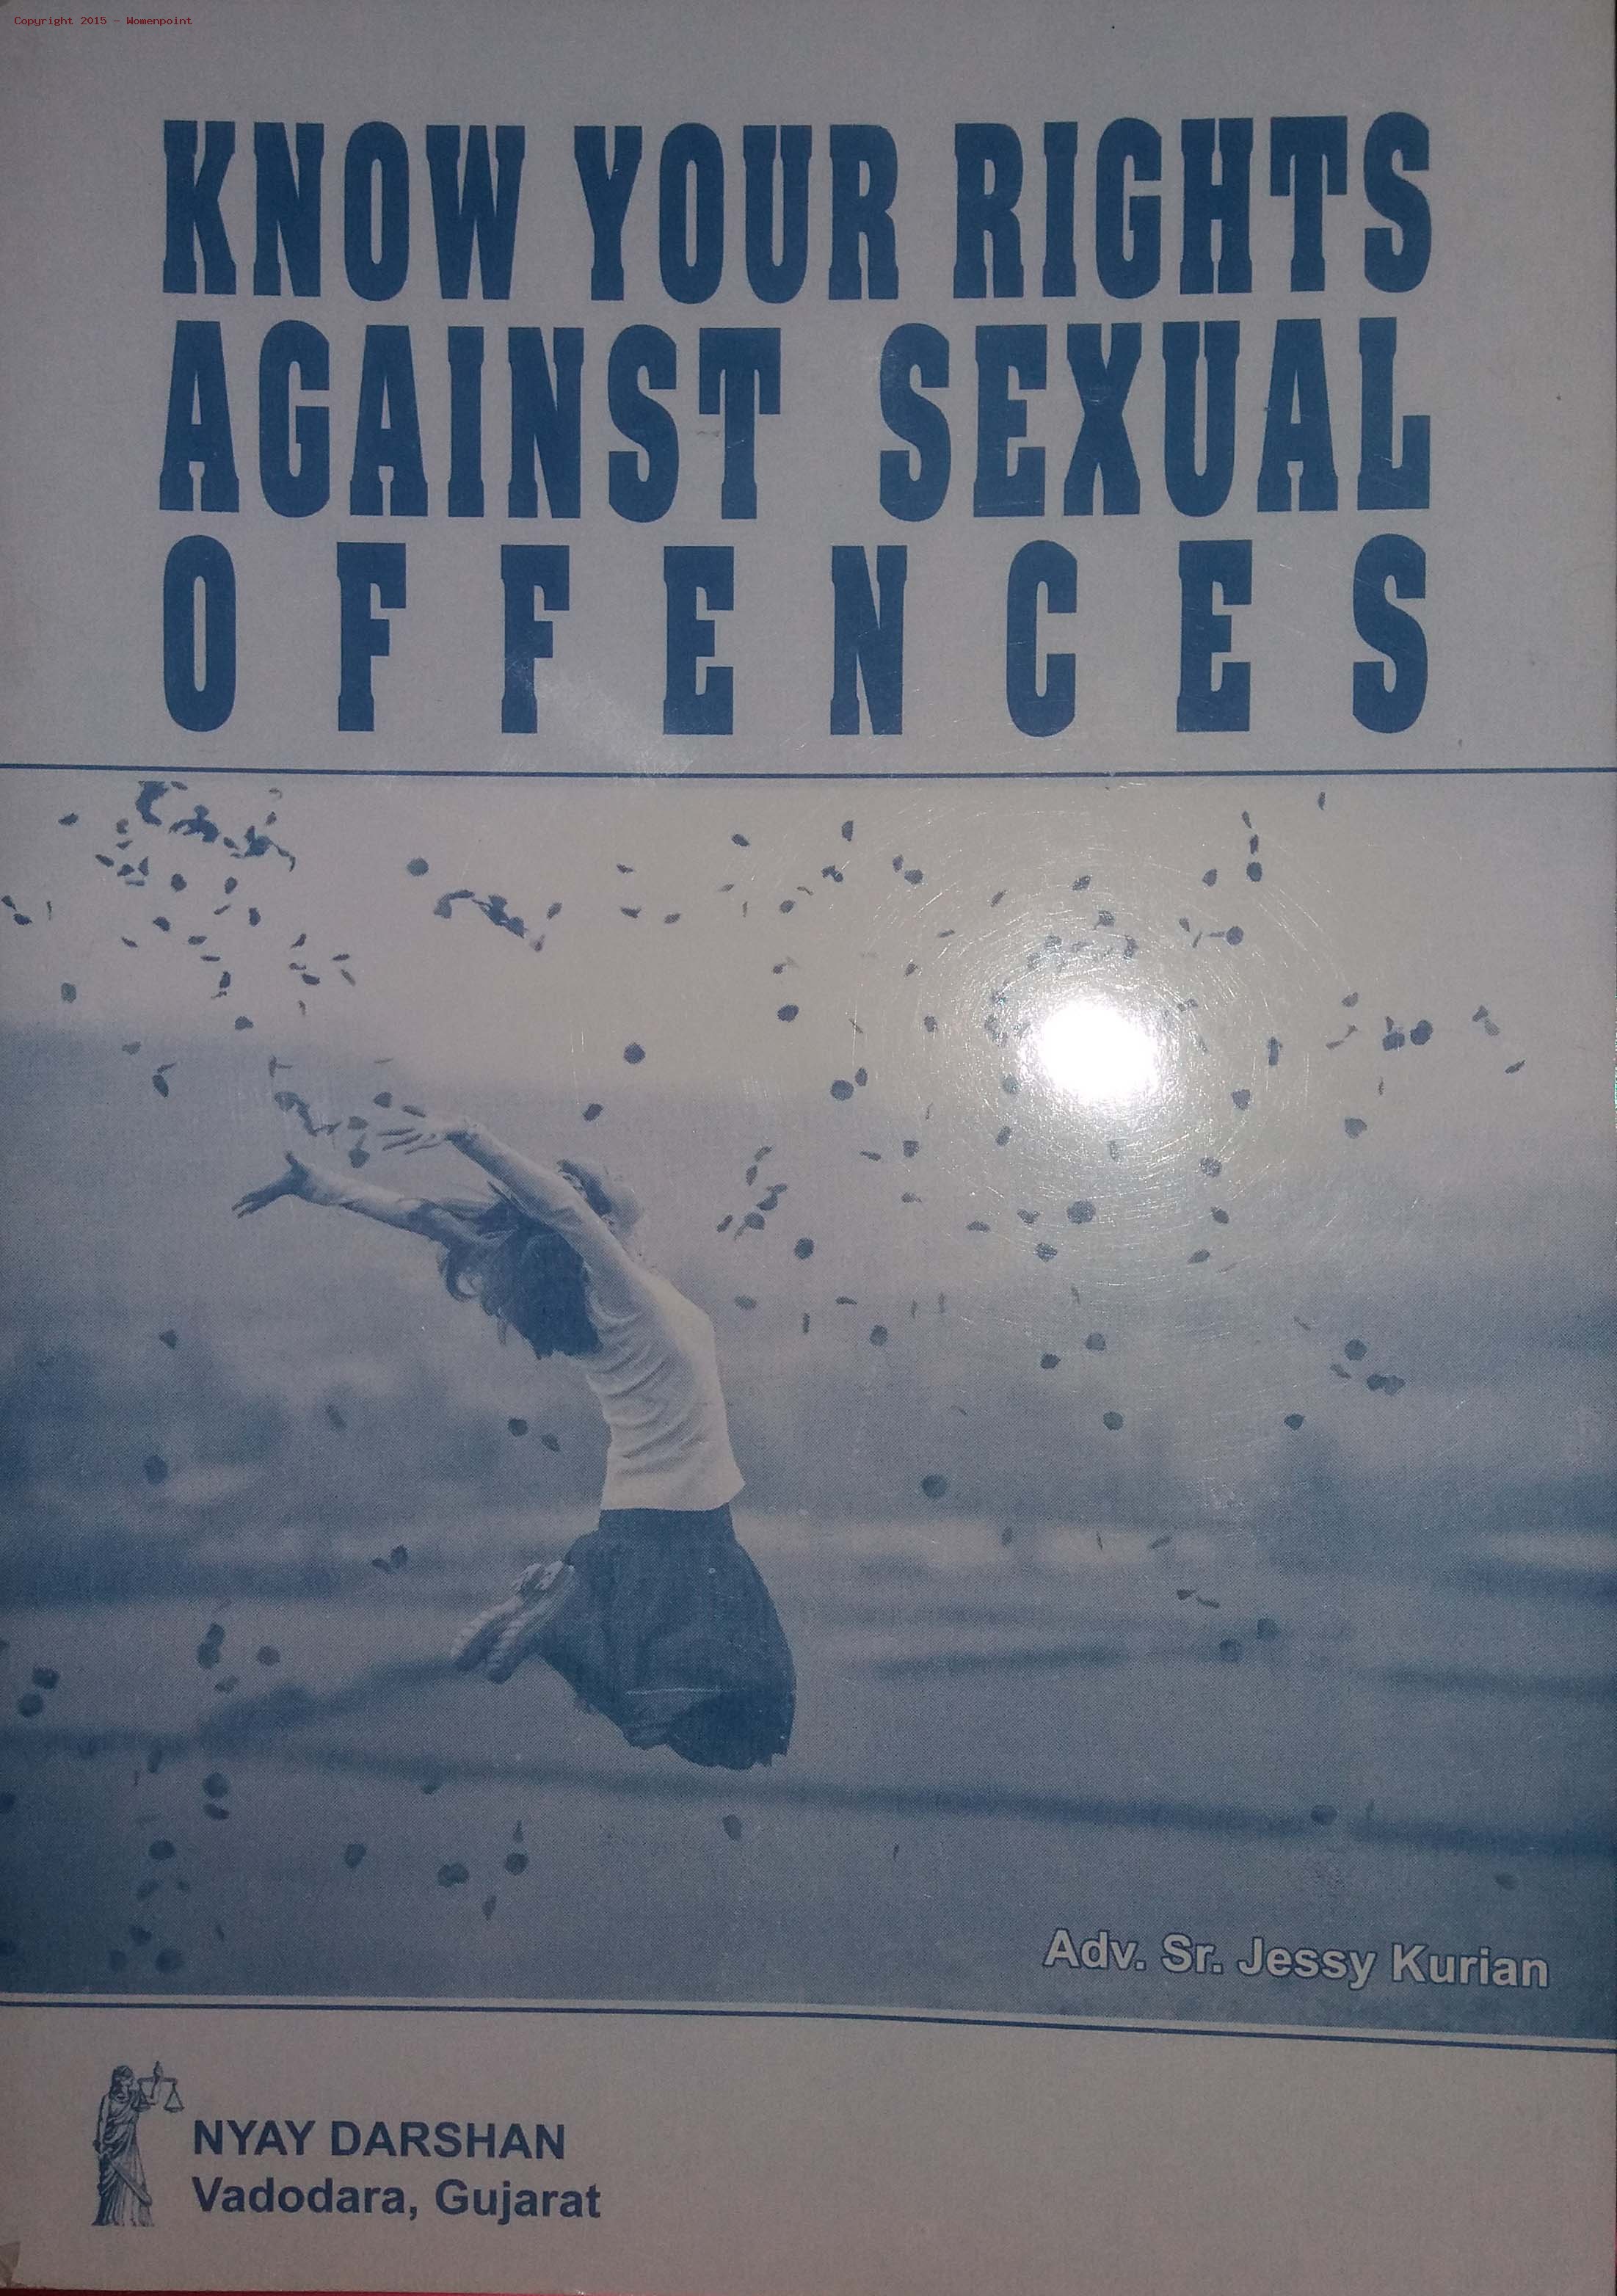 Copyright 2015 - Womenpoint
KNOW YOUR RIGHTS
AGAINST SEXUAL
OFFENCES
Adv. Sr. Jessy Kurian
NYAY DARSHAN
Vadodara, Gujarat